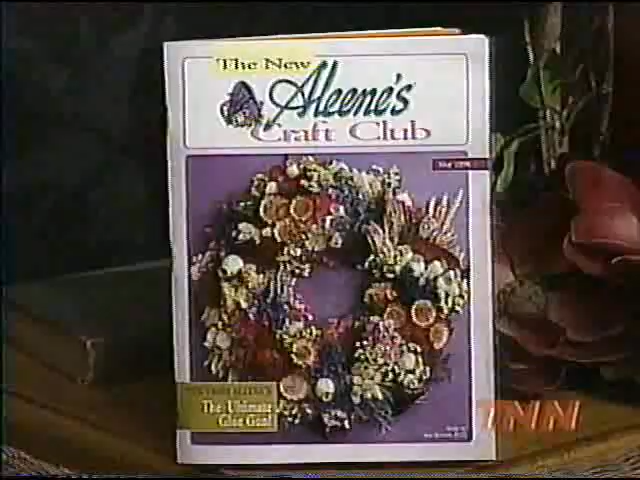 The New
Aleene's
Craft Club
The Ultimate
Glue Gun!
TNN